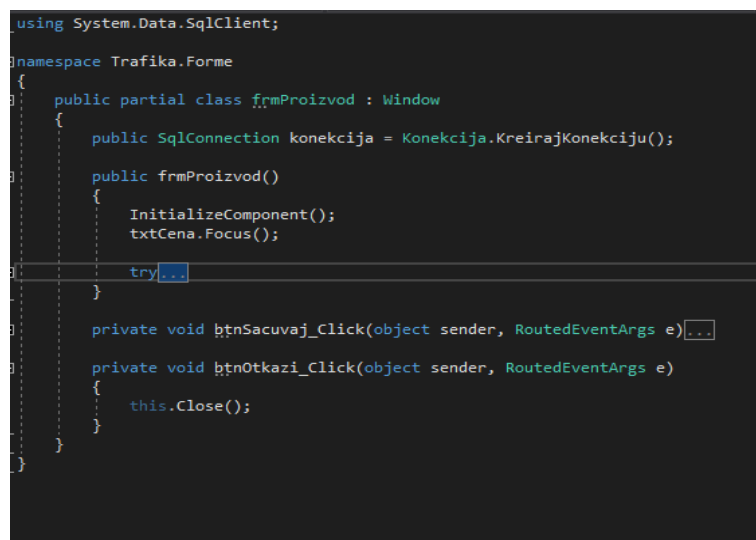 using System.Data.SqlClient;
namespace Trafika.Forme
{
public partial class frmProizvod : Window
{
public SqlConnection konekcija = Konekcija.KreirajKonekciju();
public frmProizvod()
{
InitializeComponent();
txtCena.Focus();
try...
}
private void btnSacuvaj_Click(object sender, RoutedEventArgs e)...
private void btnOtkazi_Click(object sender, RoutedEventArgs e)
{
this.Close();
}
}
}